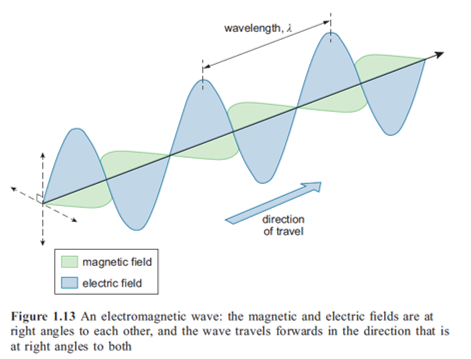 wavelength, λ
direction
of travel
magnetic field
electric field
Figure 1.13 An electromagnetic wave: the magnetic and electric fields are at
right angles to each other, and the wave travels forwards in the direction that is
at right angles to both